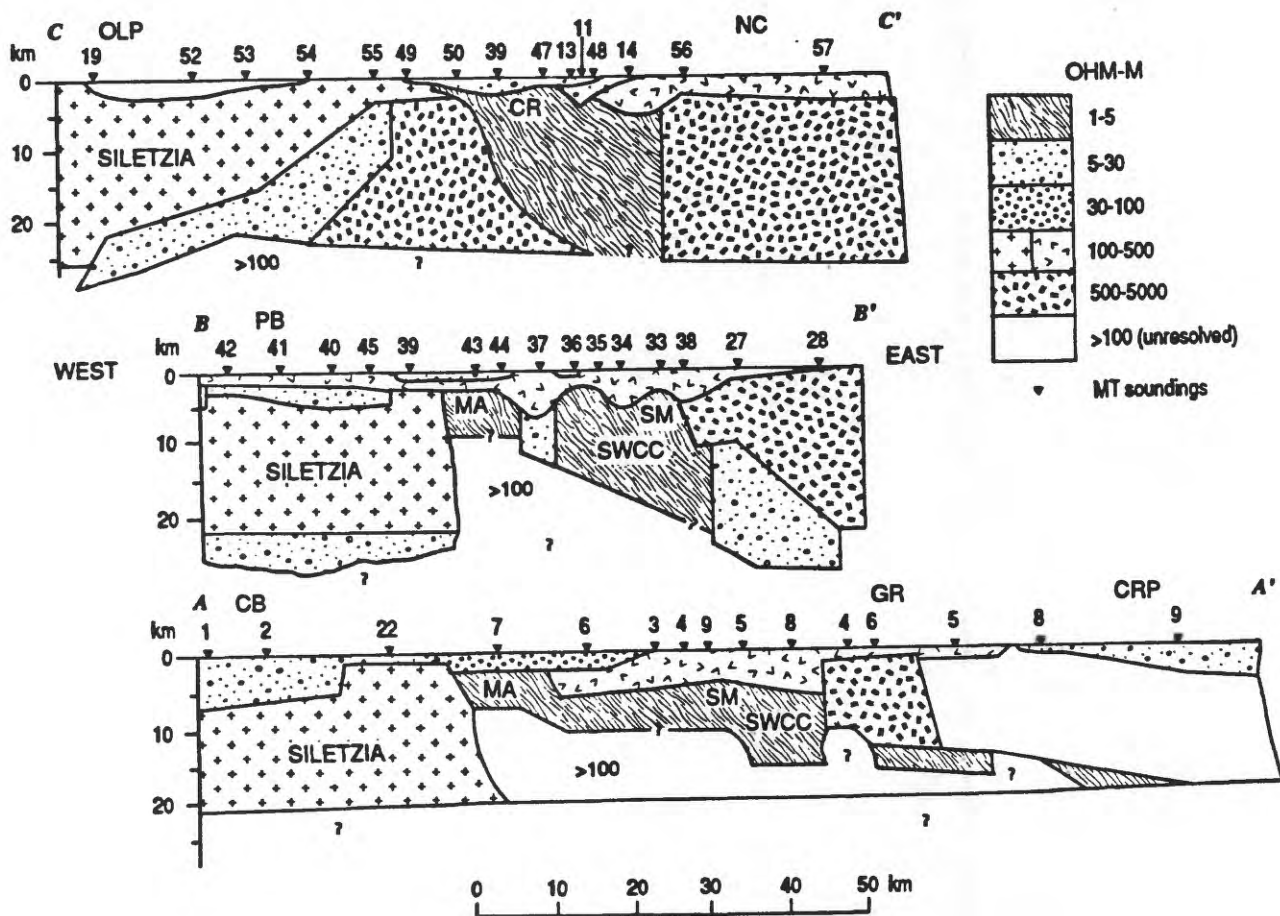 C OLP 11 NC C'
km 19 52 53 54 55 49 50 39 47 13 48 14 56 57
0
CR
10 SILETZIA
20
>100 ?
?
OHM-M
1-5
5-30
30-100
100-500
500-5000
>100 (unresolved)
MT soundings
B PB B'
WEST km 42 41 40 45 39 43 44 37 36 35 34 33 38 27 28 EAST
0
MA SM
10 ?
SILETZIA SWCC
>100
20 ?
? ?
A CB GR CRP A'
km 1 2 22 7 6 3 4 9 5 8 4 6 5 8 9
0
MA SM
SWCC
10 ? ?
SILETZIA >100 ?
20
? ?
0 10 20 30 40 50 km